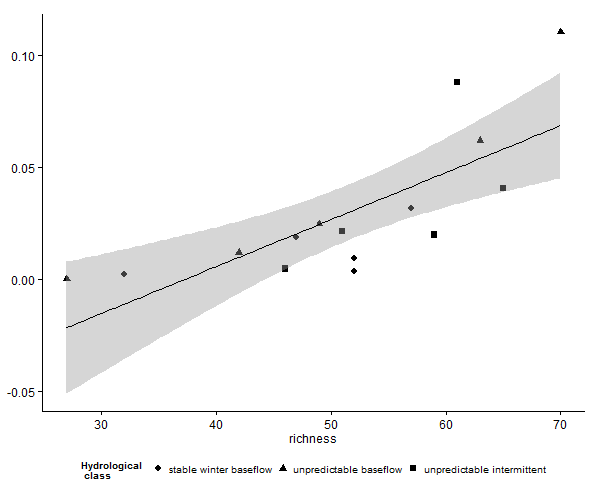 0.10
0.05
0.00
-0.05
30 40 50 60 70
richness
Hydrological
class
stable winter baseflow unpredictable baseflow unpredictable intermittent